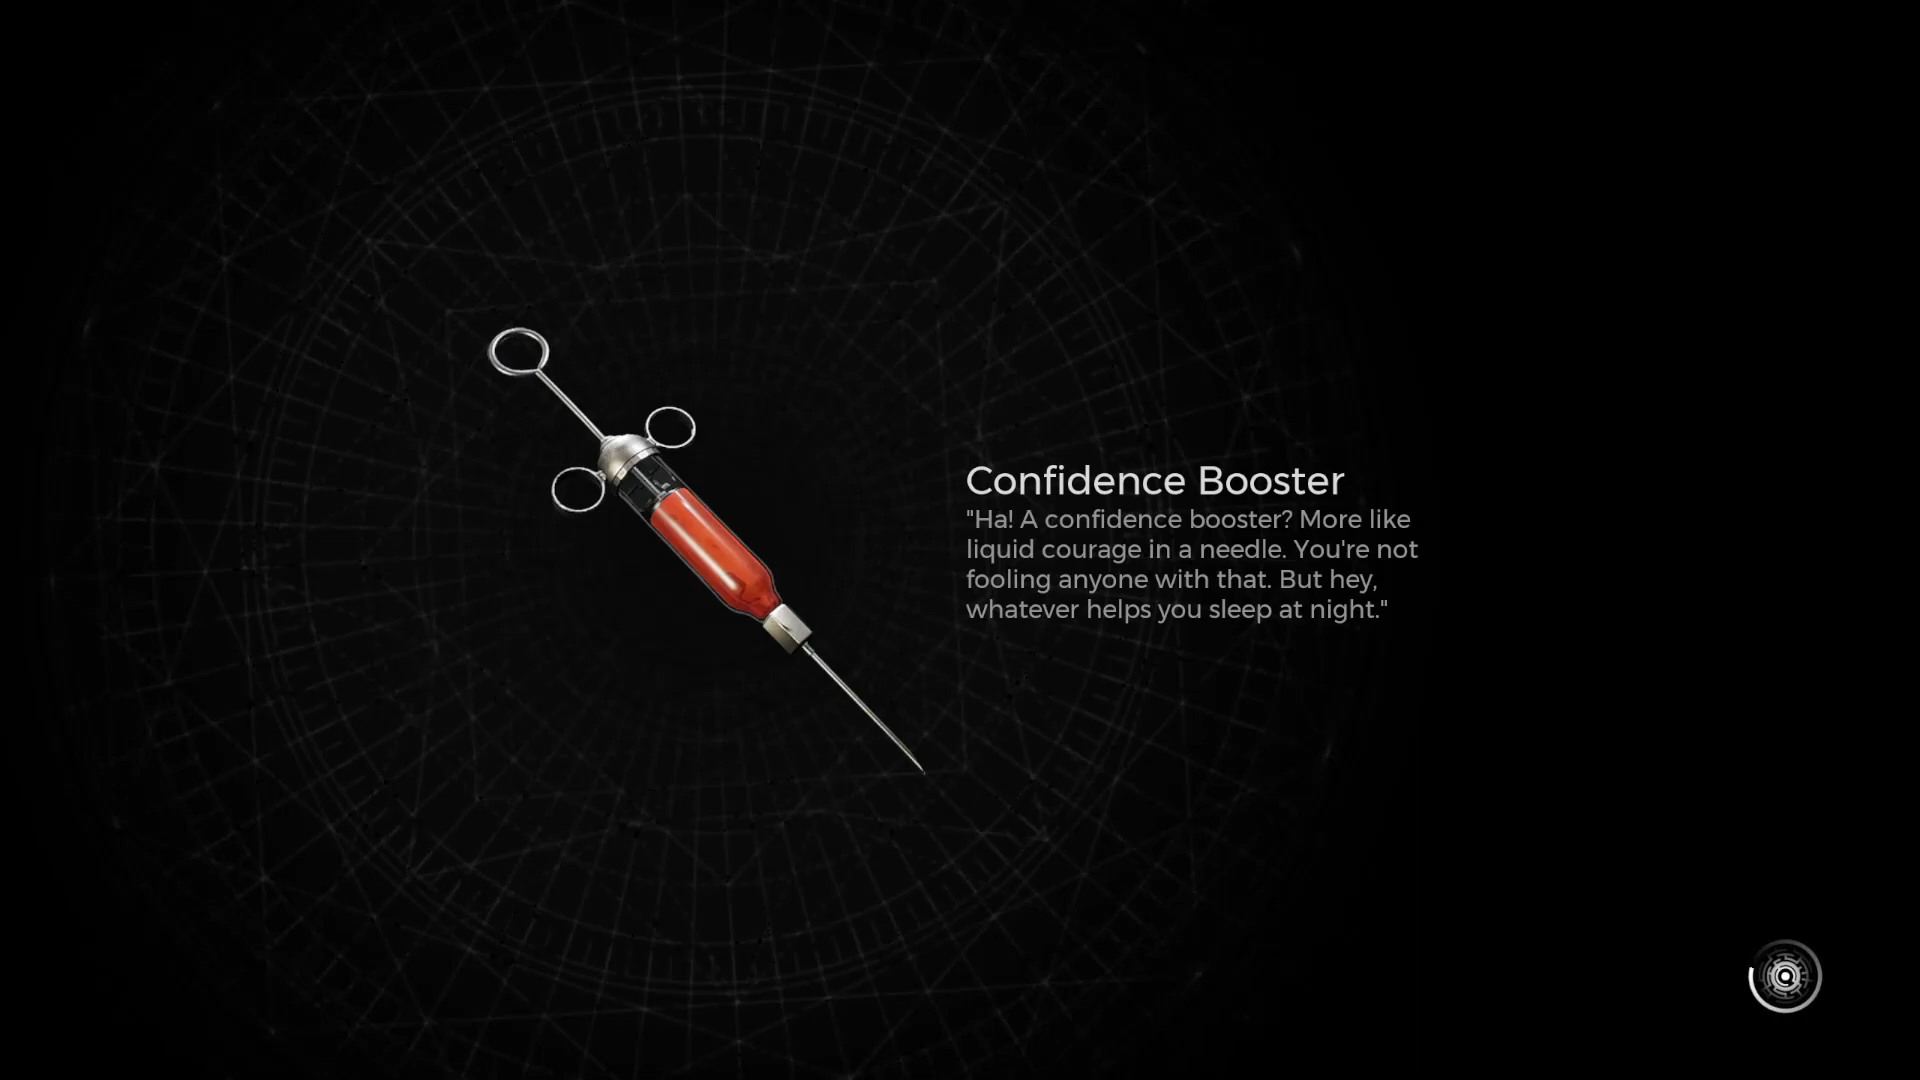 Confidence Booster
"Ha! A confidence booster? More like
liquid courage in a needle. You're not
fooling anyone with that. But hey,
whatever helps you sleep at night."